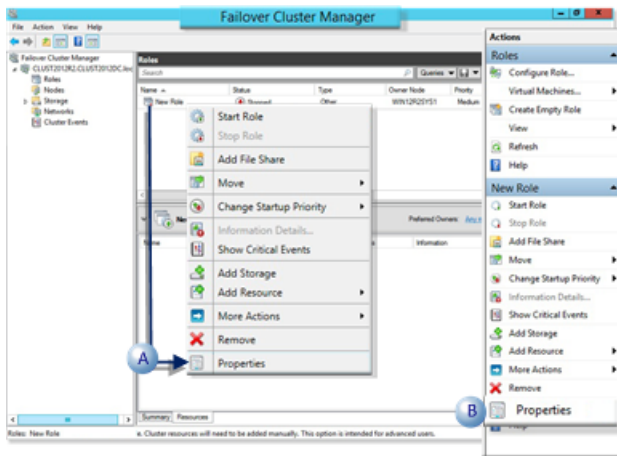 Failover Cluster Manager
File Action View Help
Failover Cluster Manager
CLUST2012R2.CLUST2012DC.loc
Roles
Nodes
Storage
Networks
Cluster Events
Roles
Search
Queries
Name
Status
Type
Owner Node
Priority
New Role
Stopped
Other
WIN12R2SYS1
Medium
Start Role
Stop Role
Add File Share
Move
Change Startup Priority
Information Details...
Show Critical Events
Add Storage
Add Resource
More Actions
Remove
A
Properties
Preferred Owners:
Information
Summary Resources
Roles: New Role
e. Cluster resources will need to be added manually. This option is intended for advanced users.
Actions
Roles
Configure Role...
Virtual Machines...
Create Empty Role
View
Refresh
Help
New Role
Start Role
Stop Role
Add File Share
Move
Change Startup Priority
Information Details...
Show Critical Events
Add Storage
Add Resource
More Actions
Remove
B
Properties
Help